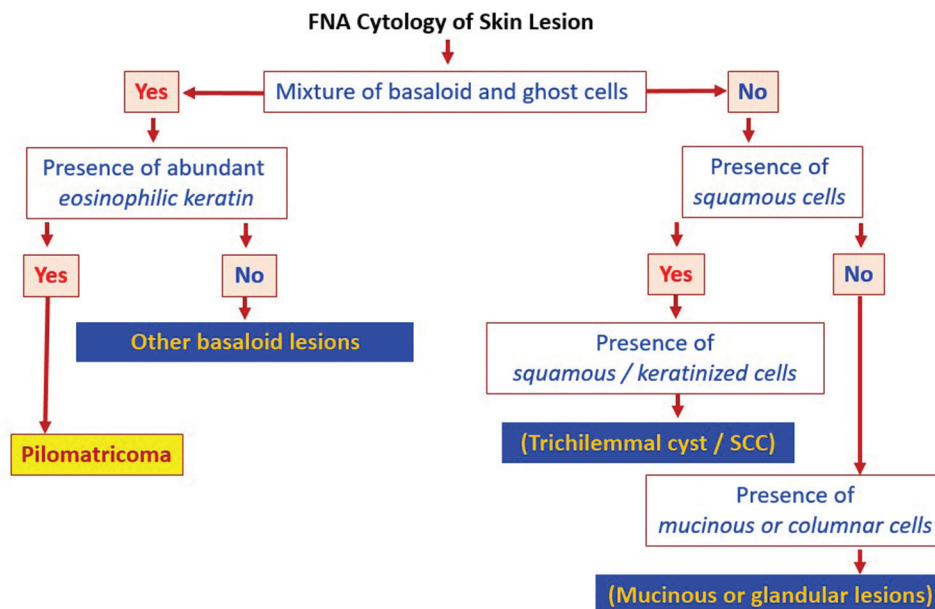 FNA Cytology of Skin Lesion
Yes
Mixture of basaloid and ghost cells
No
Presence of abundant
eosinophilic keratin
Presence of
squamous cells
Yes
No
Yes
No
Other basaloid lesions
Presence of
squamous / keratinized cells
Pilomatricoma
(Trichilemmal cyst / SCC)
Presence of
mucinous or columnar cells
(Mucinous or glandular lesions)